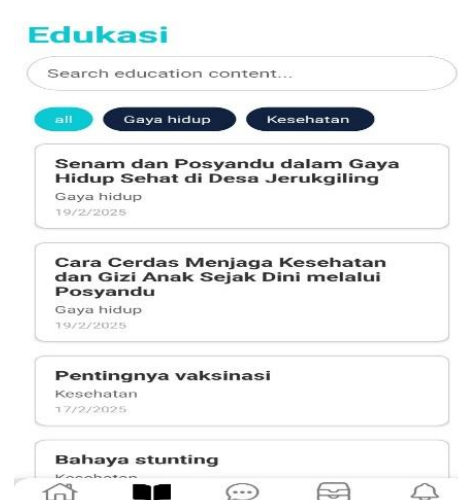 Edukasi
Search education content...
all Gaya hidup Kesehatan
Senam dan Posyandu dalam Gaya
Hidup Sehat di Desa Jerukgiling
Gaya hidup
19/2/2025
Cara Cerdas Menjaga Kesehatan
dan Gizi Anak Sejak Dini melalui
Posyandu
Gaya hidup
19/2/2025
Pentingnya vaksinasi
Kesehatan
17/2/2025
Bahaya stunting
Kesehatan